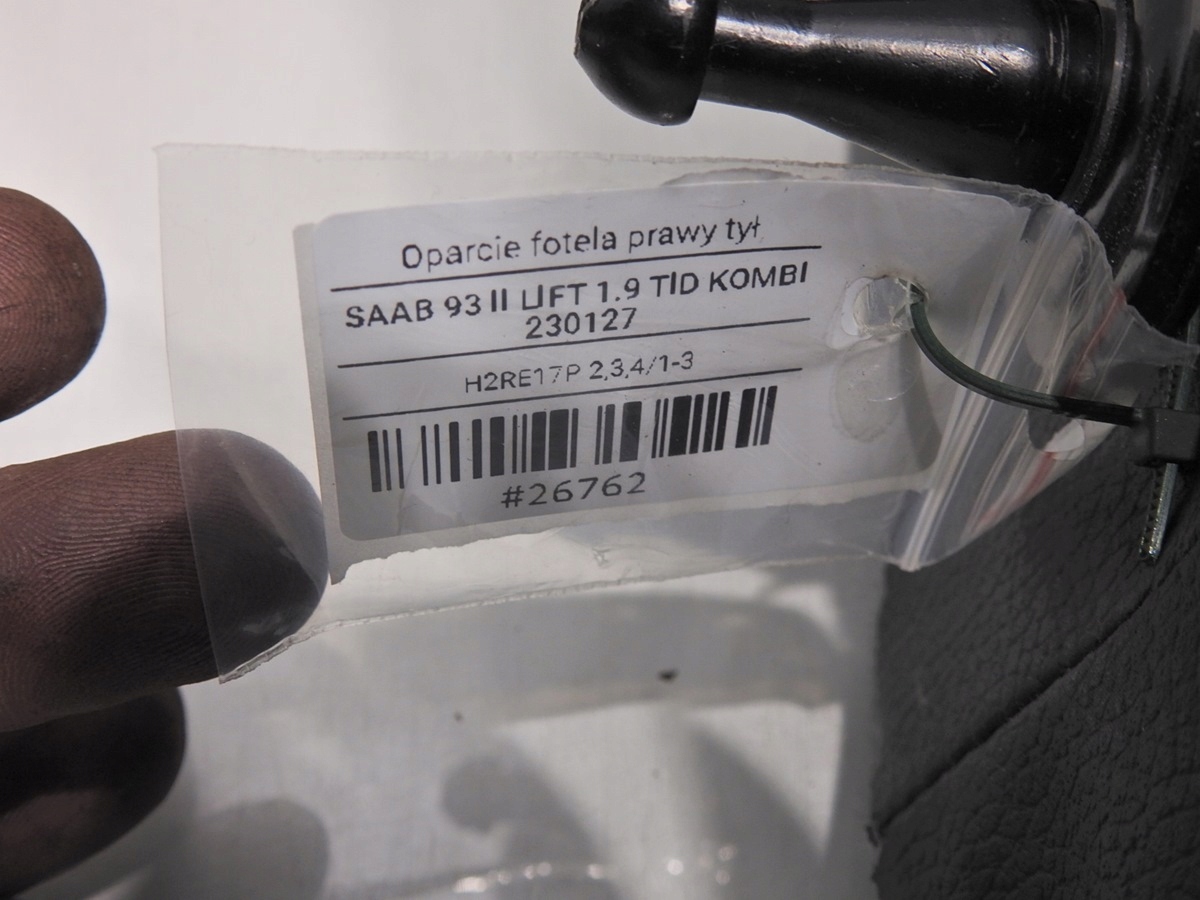 Oparcie fotela prawy tył
SAAB 93 II LIFT 1.9 TID KOMBI
230127
H2RE17P 2,3,4/1-3
#26762